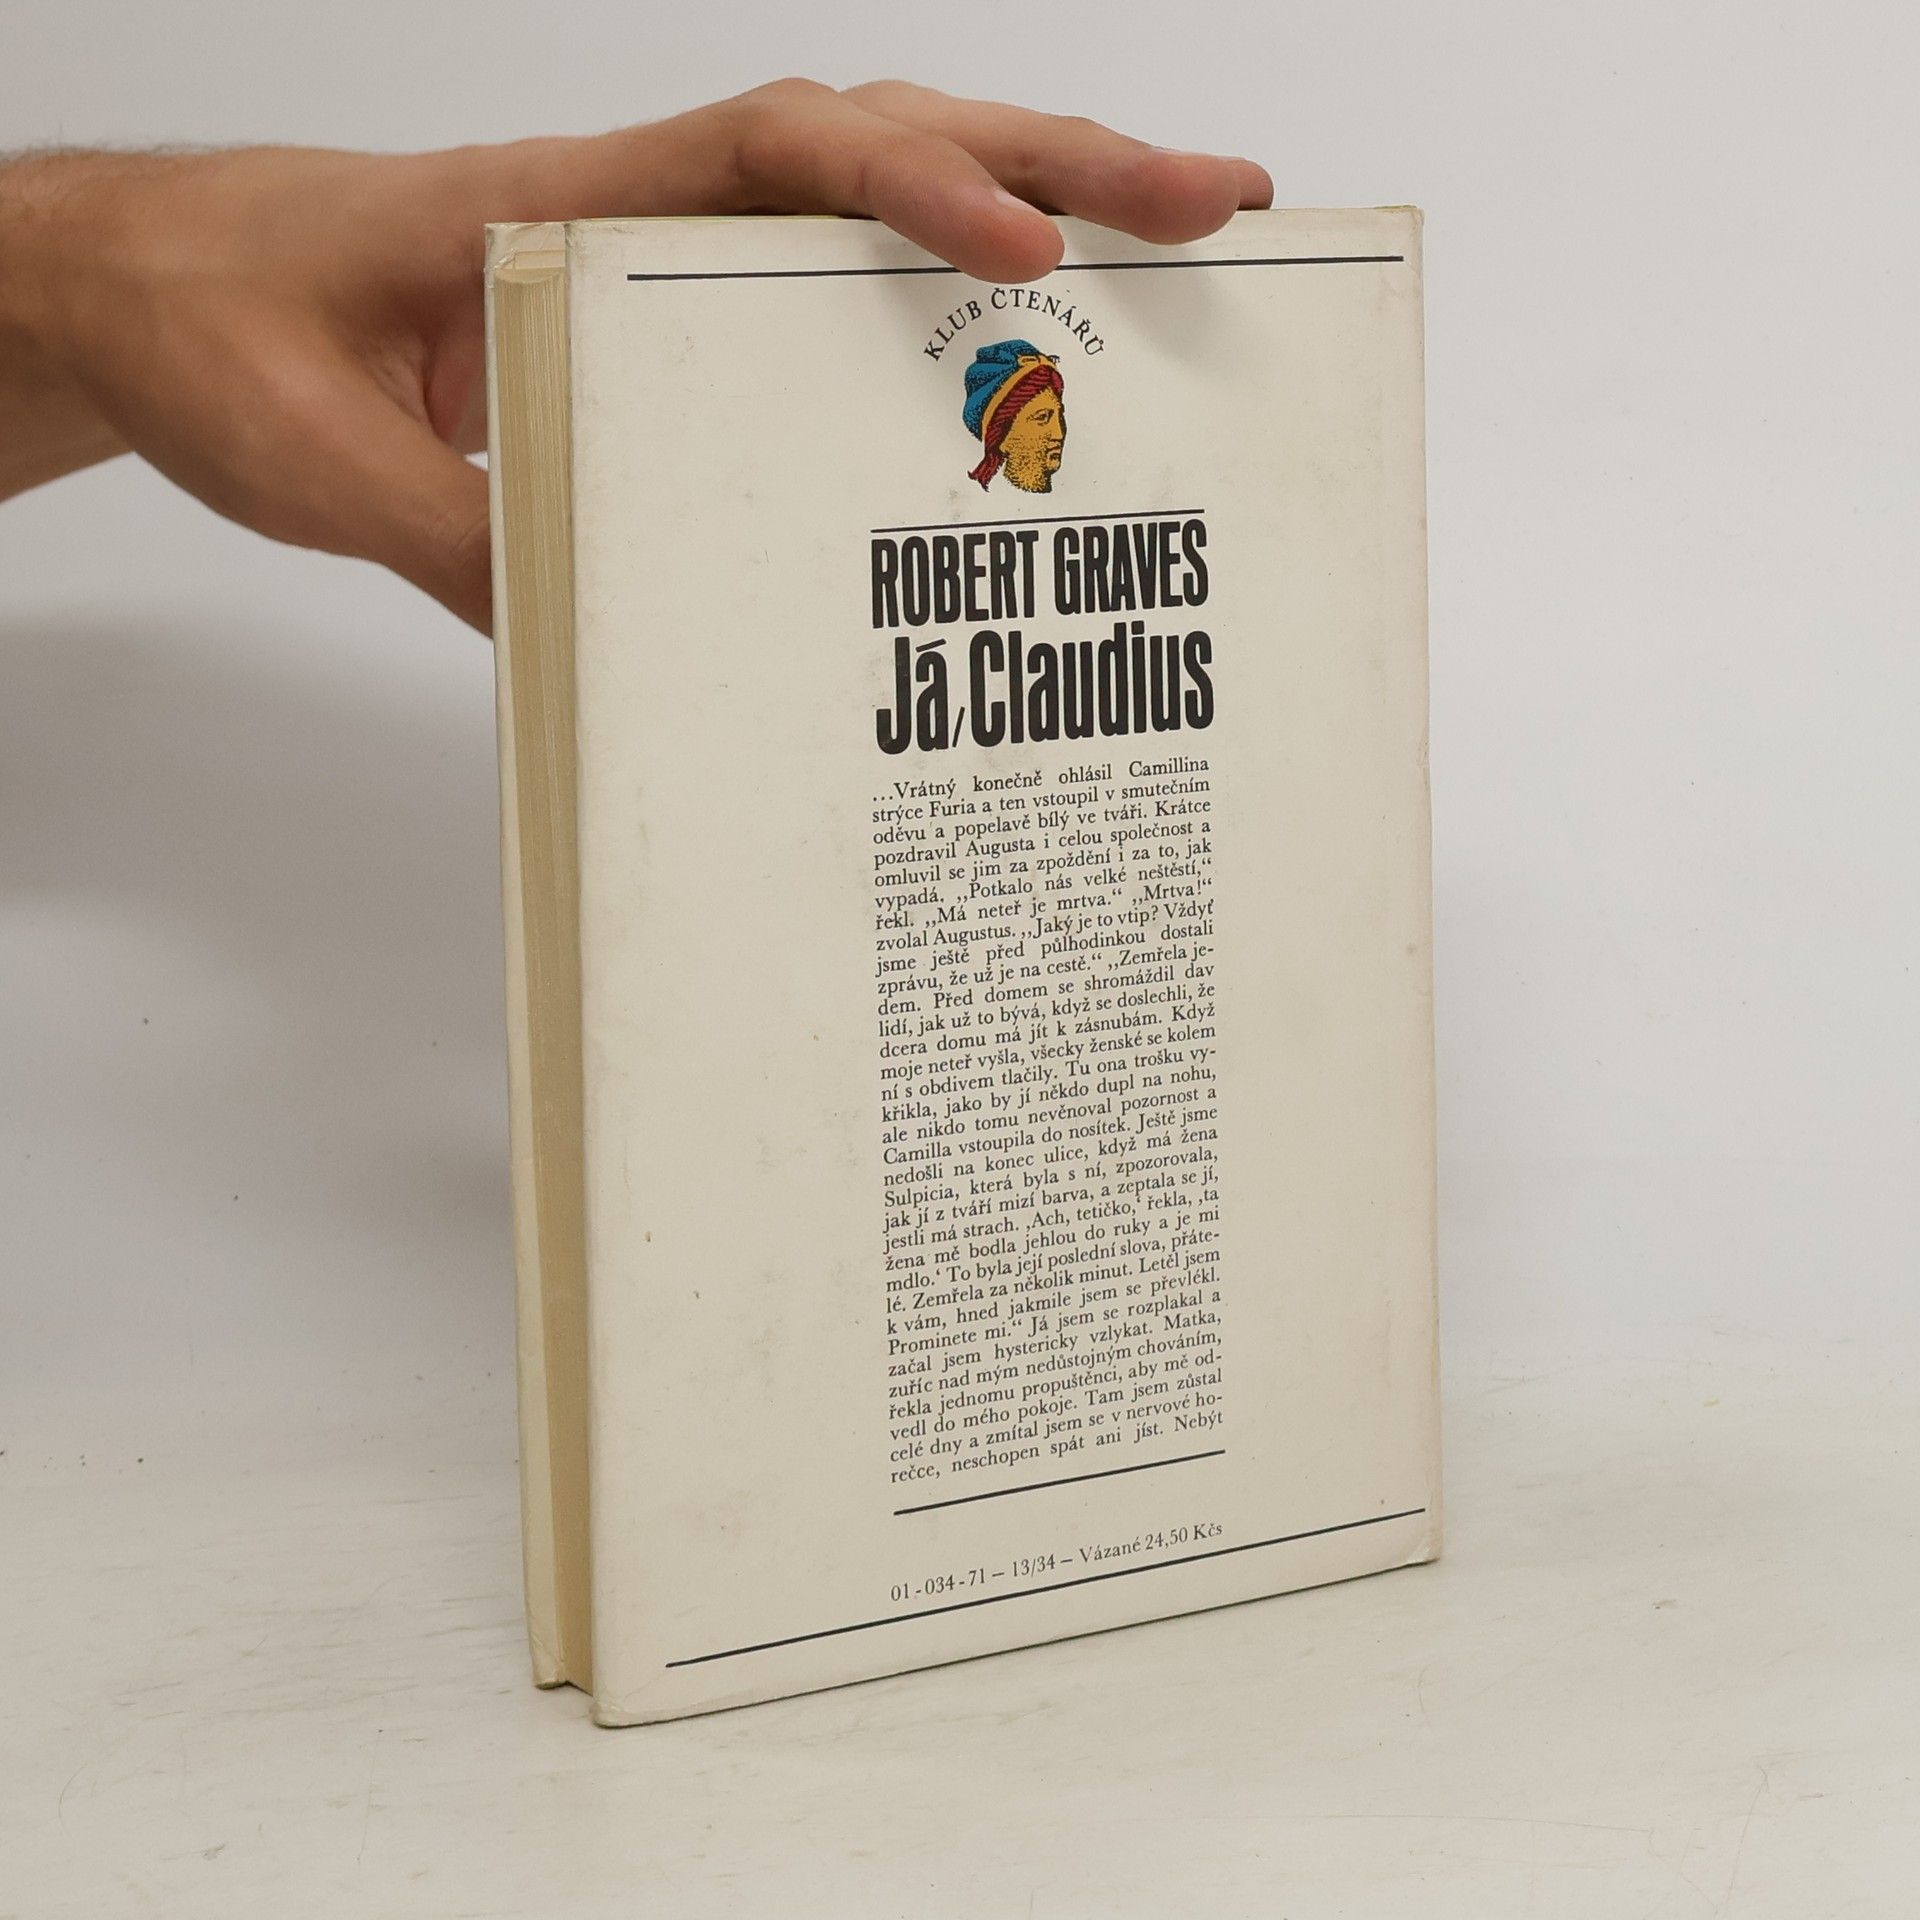 KLUB ČTENÁŘŮ
ROBERT GRAVES
Já, Claudius
...Vrátný konečně ohlásil Camillina
strýce Furia a ten vstoupil v smutečním
oděvu a popelavě bílý ve tváři. Krátce
pozdravil Augusta i celou společnost a
omluvil se jim za zpoždění i za to, jak
vypadá. „Potkalo nás velké neštěstí,“
řekl. „Má neteř je mrtva.“ „Mrtva!“
zvolal Augustus. „Jaký je to vtip? Vždyť
jsme ještě před půlhodinkou dostali
zprávu, že už je na cestě.“ „Zemřela je-
dem. Před domem se shromáždil dav
lidí, jak už to bývá, když se doslechli, že
dcera domu má jít k zásnubám. Když
moje neteř vyšla, všecky ženské se kolem
ní s obdivem tlačily. Tu ona trošku vy-
křikla, jako by jí někdo dupl na nohu,
ale nikdo tomu nevěnoval pozornost a
Camilla vstoupila do nosítek. Ještě jsme
nedošli na konec ulice, když má žena
Sulpicia, která byla s ní, zpozorovala,
jak jí z tváří mizí barva, a zeptala se jí,
jestli má strach. ‚Ach, tetičko,‘ řekla, ‚ta
žena mě bodla jehlou do ruky a je mi
mdlo.‘ To byla její poslední slova, přáte-
lé. Zemřela za několik minut. Letěl jsem
k vám, hned jakmile jsem se převlékl.
Prominete mi.“ Já jsem se rozplakal a
začal jsem hystericky vzlykat. Matka,
zuříc nad mým nedůstojným chováním,
řekla jednomu propuštěnci, aby mě od-
vedl do mého pokoje. Tam jsem zůstal
celé dny a zmítal jsem se v nervové ho-
rečce, neschopen spát ani jíst. Nebýt
01-034-71 – 13/34 – Vázané 24,50 Kčs